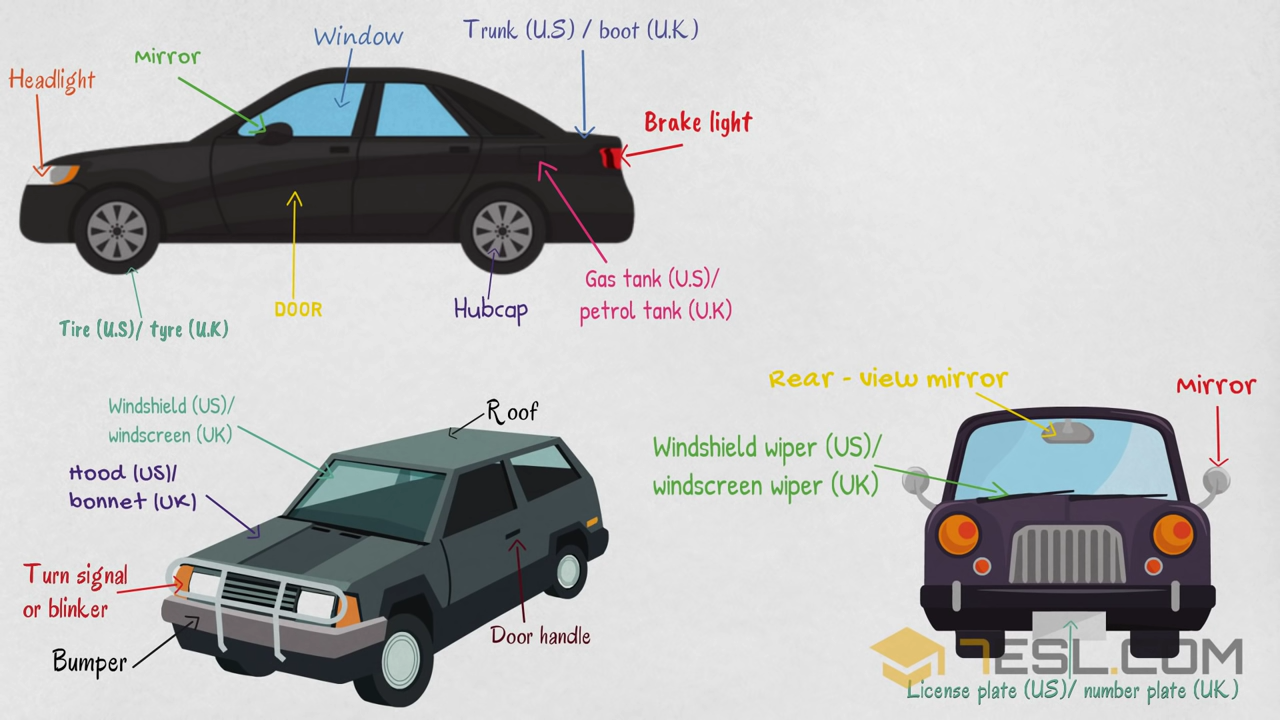 Window
Trunk (U.S) / boot (U.K)
Mirror
Headlight
Brake light
Gas tank (U.S)/
petrol tank (U.K)
DOOR
Hubcap
Tire (U.S)/ tyre (U.K)
Windshield (US)/
windscreen (UK)
Roof
Hood (US)/
bonnet (UK)
Turn signal
or blinker
Bumper
Door handle
Rear - view mirror
Mirror
Windshield wiper (US)/
windscreen wiper (UK)
7ESL.COM
License plate (US)/ number plate (UK)